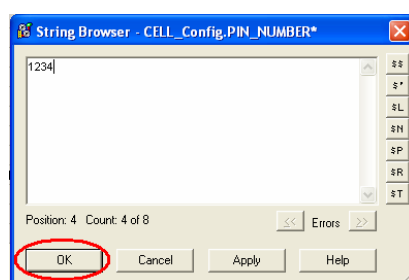 String Browser - CELL_Config.PIN_NUMBER*
1234
$$
$'
$L
$N
$P
$R
$T
Position: 4 Count: 4 of 8
<< Errors >>
OK Cancel Apply Help